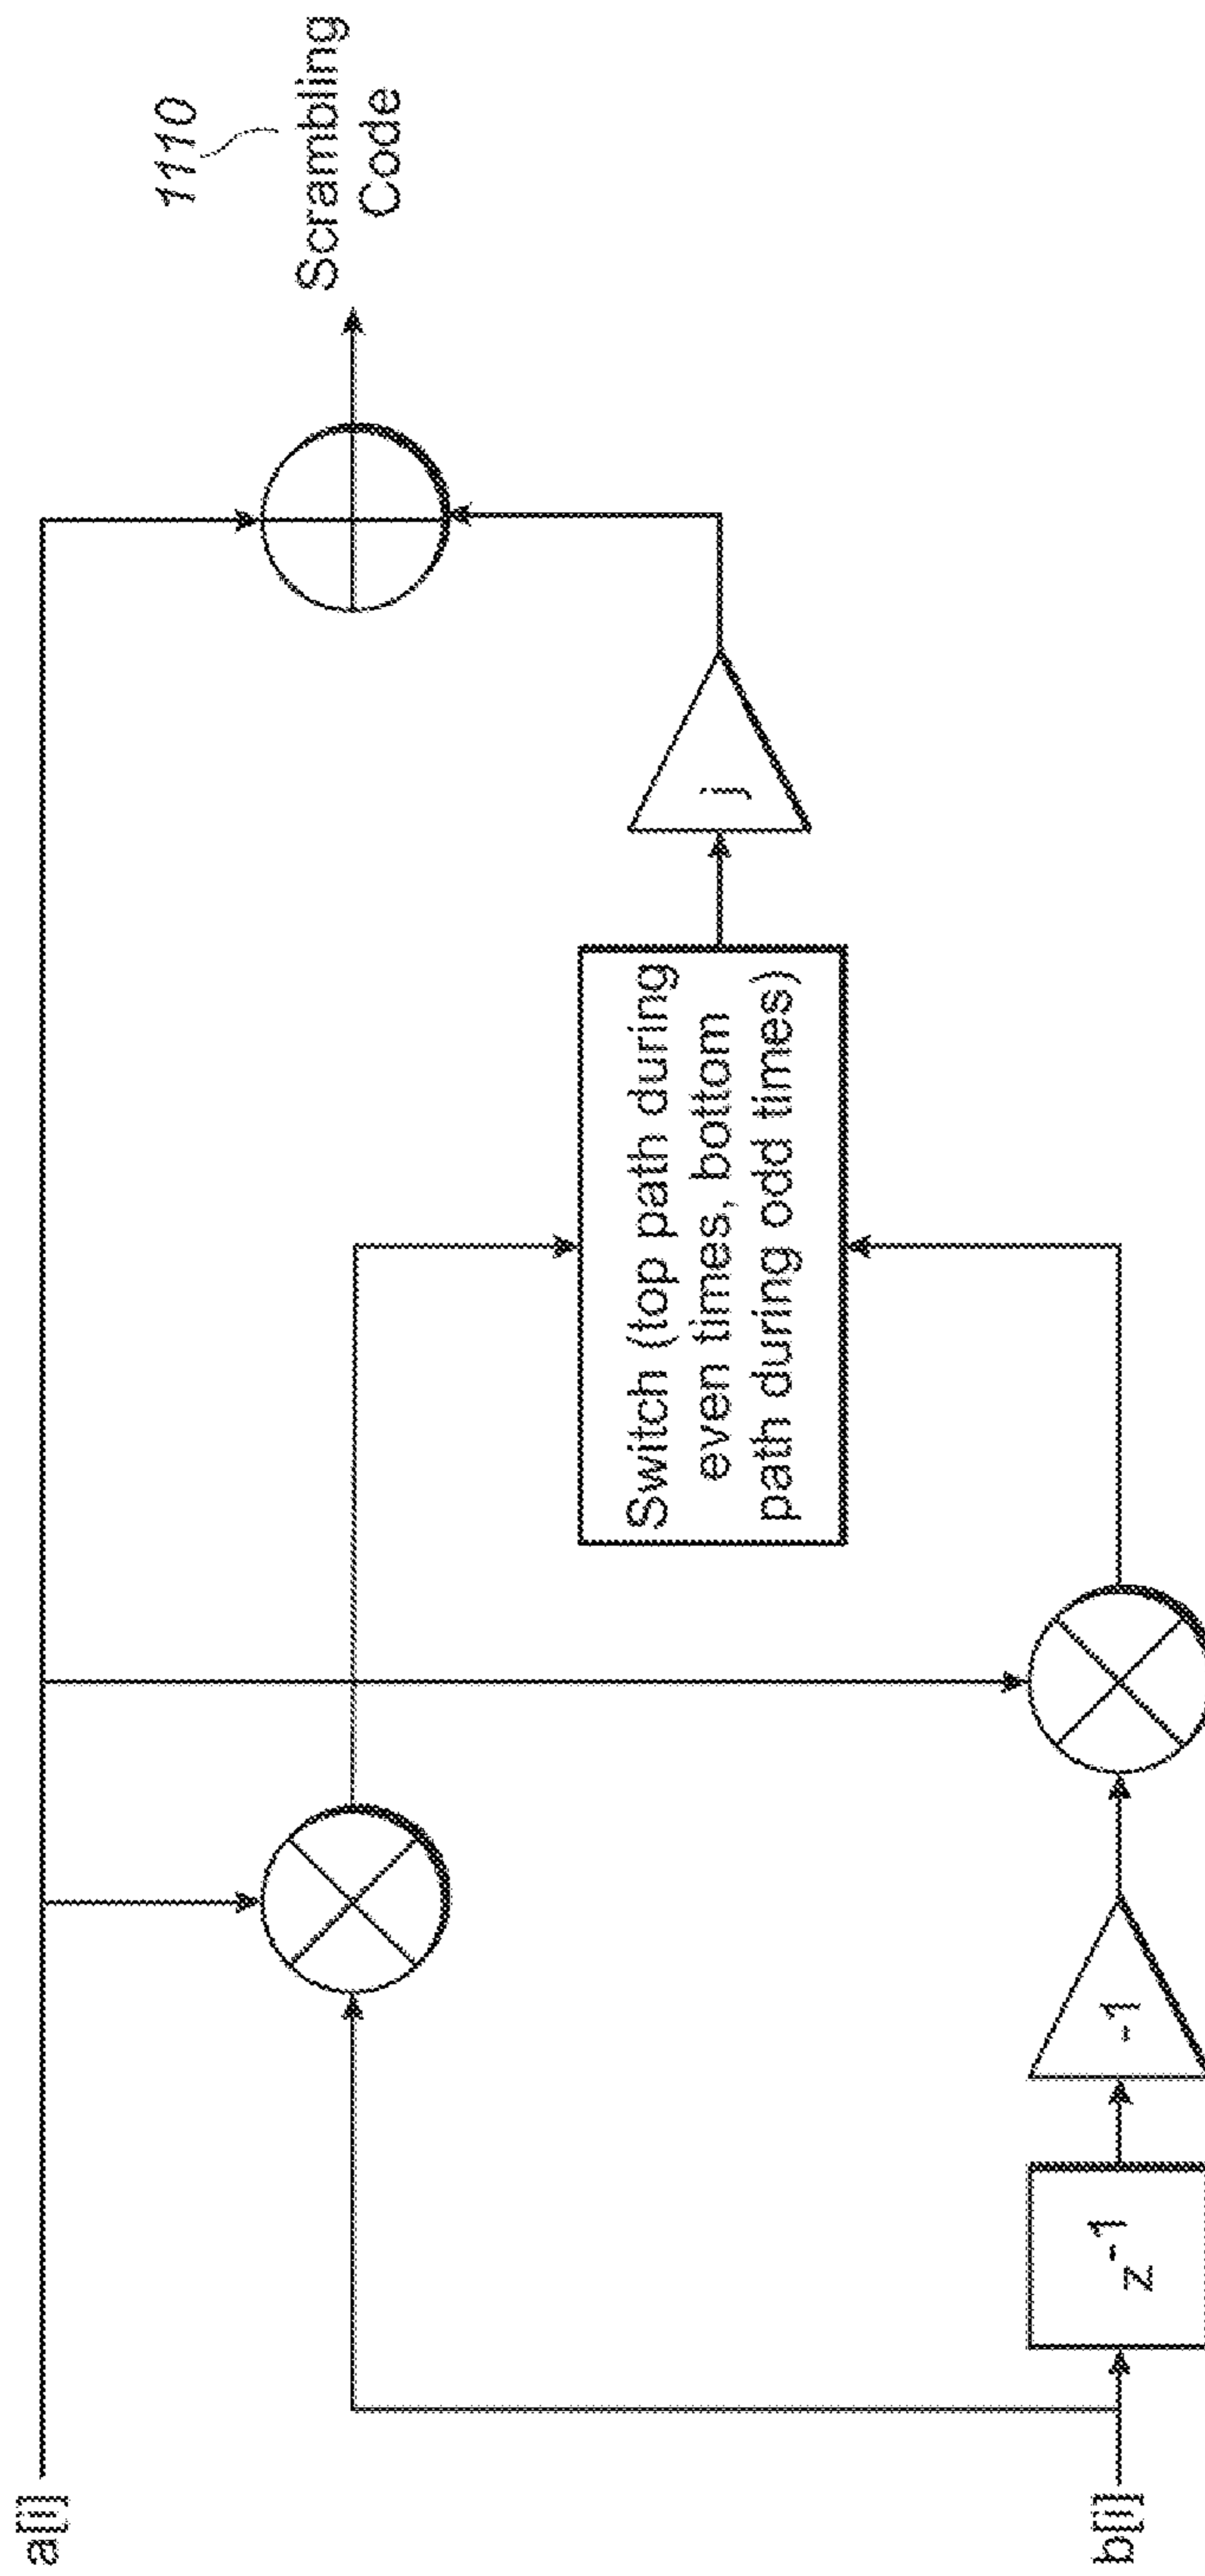 a[i]
1110
Scrambling
Code
Switch (top path during
even times, bottom
path during odd times)
j
b[i]
z⁻¹
-1